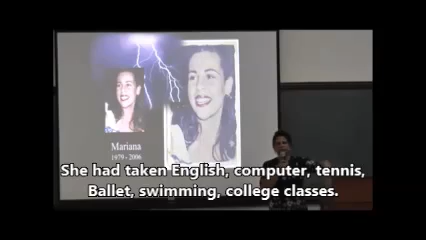 Mariana
1979 - 2006
She had taken English, computer, tennis,
Ballet, swimming, college classes.